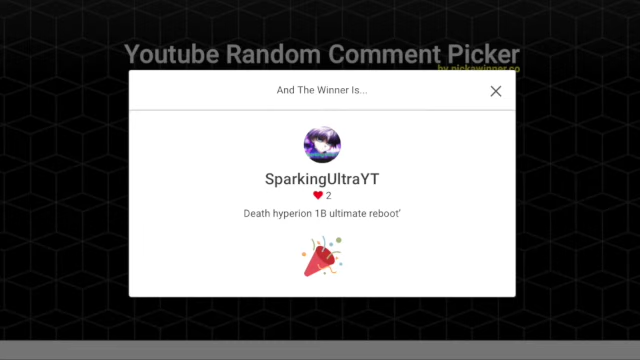 Youtube Random Comment Picker
by pickawinner.co
And The Winner Is...
SparkingUltraYT
2
Death hyperion 1B ultimate reboot'